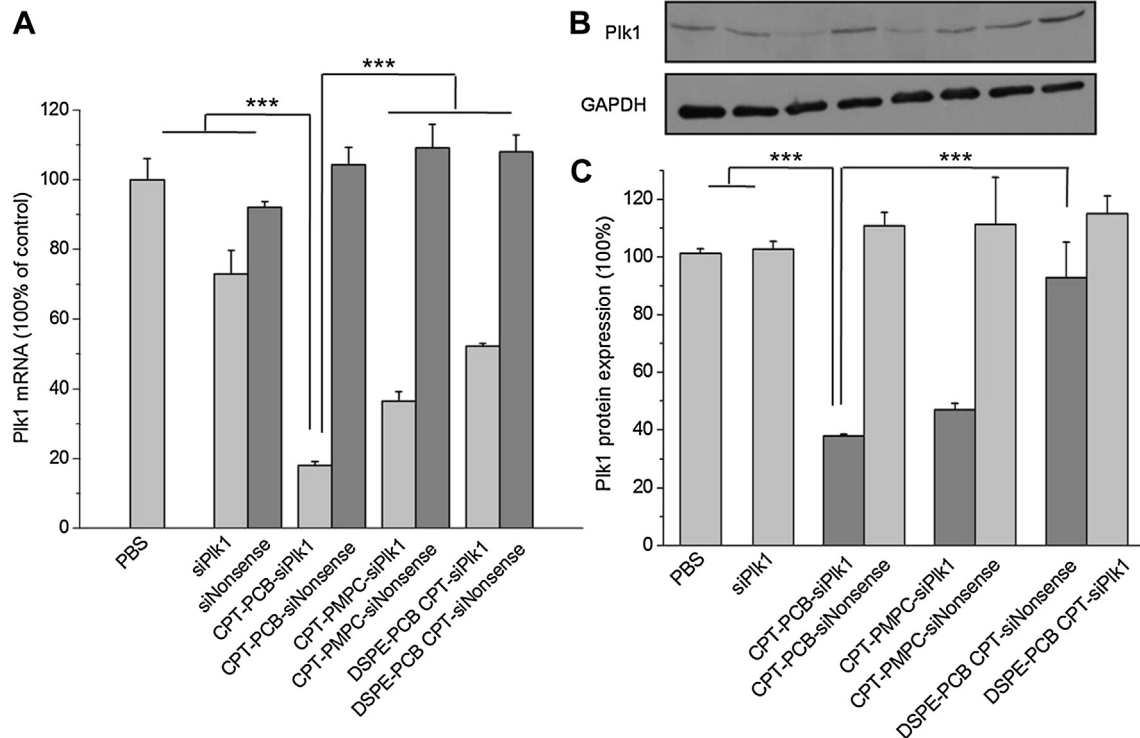 A
***
***
120
100
80
60
40
20
0
Plk1 mRNA (100% of control)
PBS
siPlk1
siNonsense
CPT-PCB-siPlk1
CPT-PCB-siNonsense
CPT-PMPC-siPlk1
CPT-PMPC-siNonsense
DSPE-PCB CPT-siPlk1
DSPE-PCB CPT-siNonsense
B
Plk1
GAPDH
C
***
***
120
100
80
60
40
20
0
Plk1 protein expression (100%)
PBS
siPlk1
CPT-PCB-siPlk1
CPT-PCB-siNonsense
CPT-PMPC-siPlk1
CPT-PMPC-siNonsense
DSPE-PCB CPT-siNonsense
DSPE-PCB CPT-siPlk1